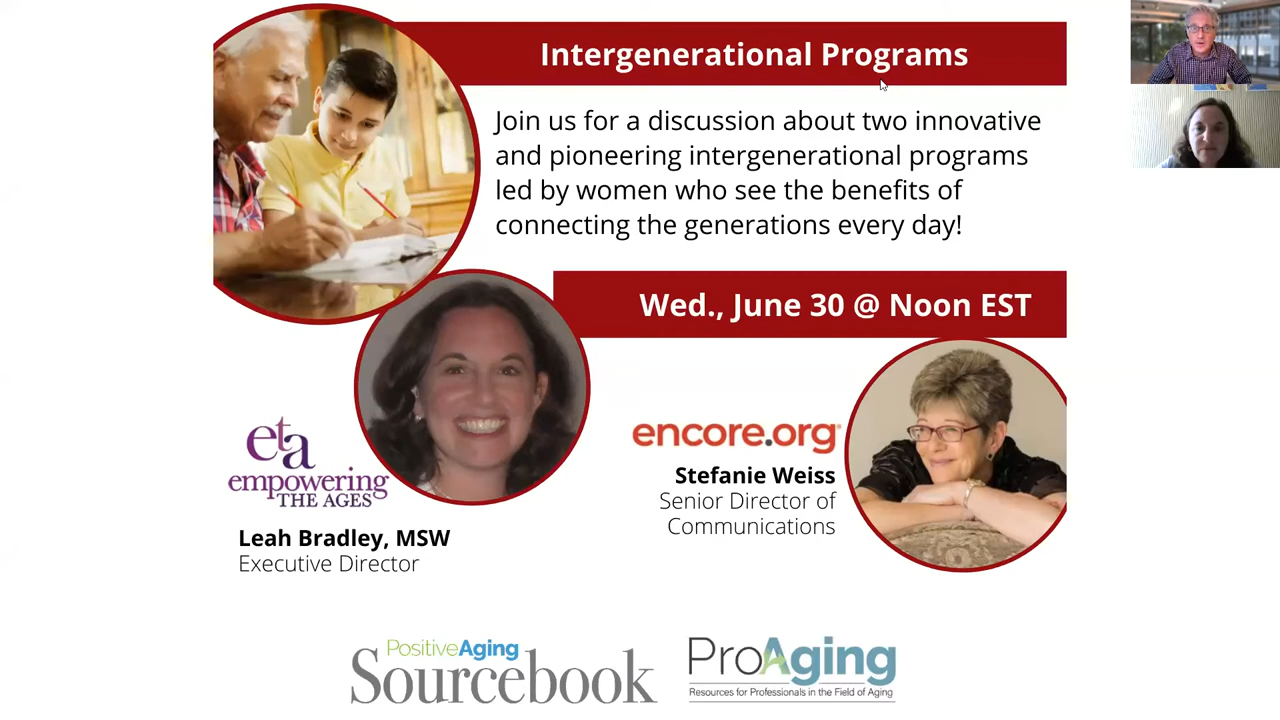 Intergenerational Programs
Join us for a discussion about two innovative
and pioneering intergenerational programs
led by women who see the benefits of
connecting the generations every day!
Wed., June 30 @ Noon EST
eta
empowering
THE AGES
Leah Bradley, MSW
Executive Director
encore.org
Stefanie Weiss
Senior Director of
Communications
PositiveAging
Sourcebook
ProAging
Resources for Professionals in the Field of Aging